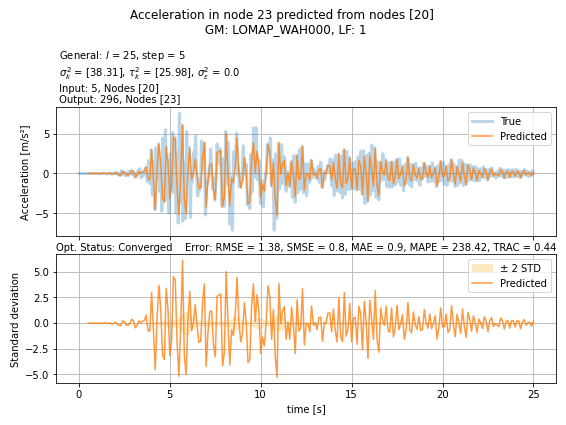 Acceleration in node 23 predicted from nodes [20]
GM: LOMAP_WAH000, LF: 1
General: l = 25, step = 5
σ²ₖ = [38.31], τ²ₖ = [25.98], σ²ε = 0.0
Input: 5, Nodes [20]
Output: 296, Nodes [23]
Acceleration [m/s²]
5
0
−5
True
Predicted
Opt. Status: Converged Error: RMSE = 1.38, SMSE = 0.8, MAE = 0.9, MAPE = 238.42, TRAC = 0.44
Standard deviation
5.0
2.5
0.0
−2.5
−5.0
± 2 STD
Predicted
0 5 10 15 20 25
time [s]